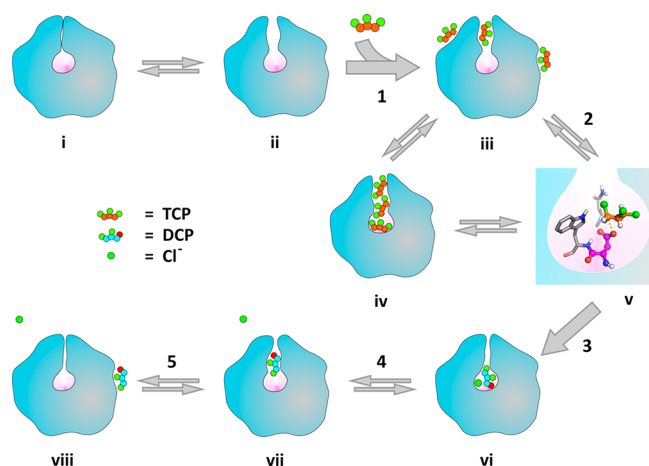 1
i
ii
iii
2
= TCP
= DCP
= Cl⁻
iv
v
3
5
4
viii
vii
vi